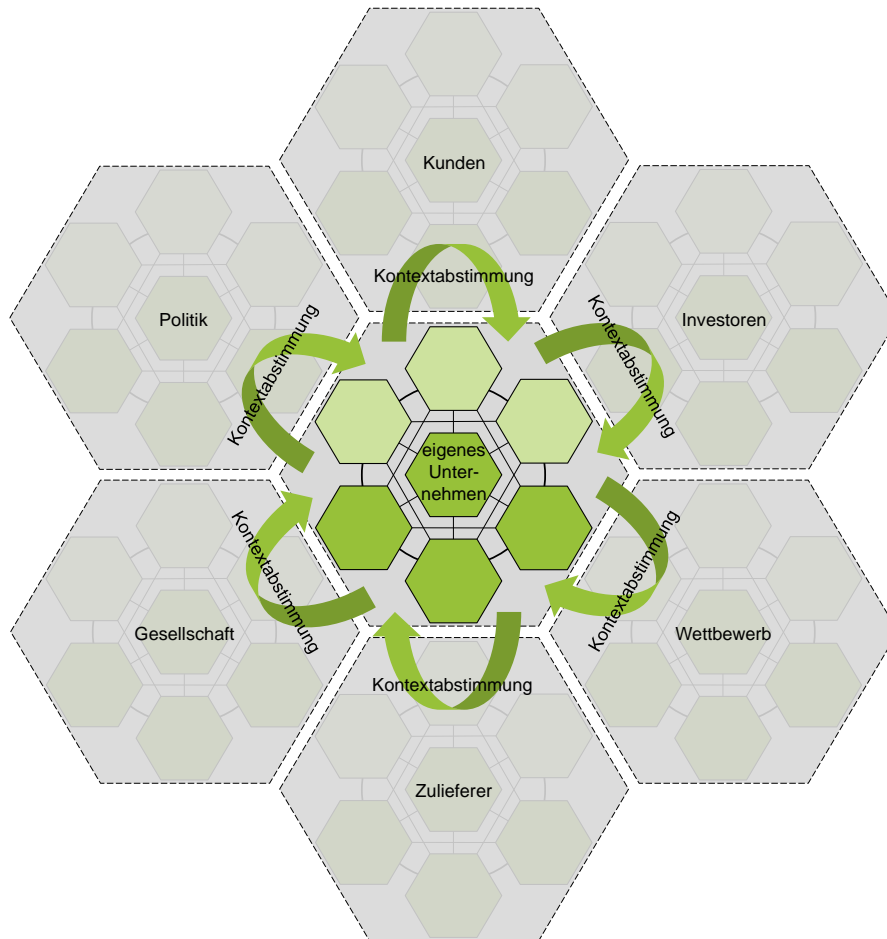 Kunden
Kontextabstimmung
Politik
Investoren
Kontextabstimmung
Kontextabstimmung
eigenes
Unter-
nehmen
Kontextabstimmung
Kontextabstimmung
Gesellschaft
Wettbewerb
Kontextabstimmung
Zulieferer